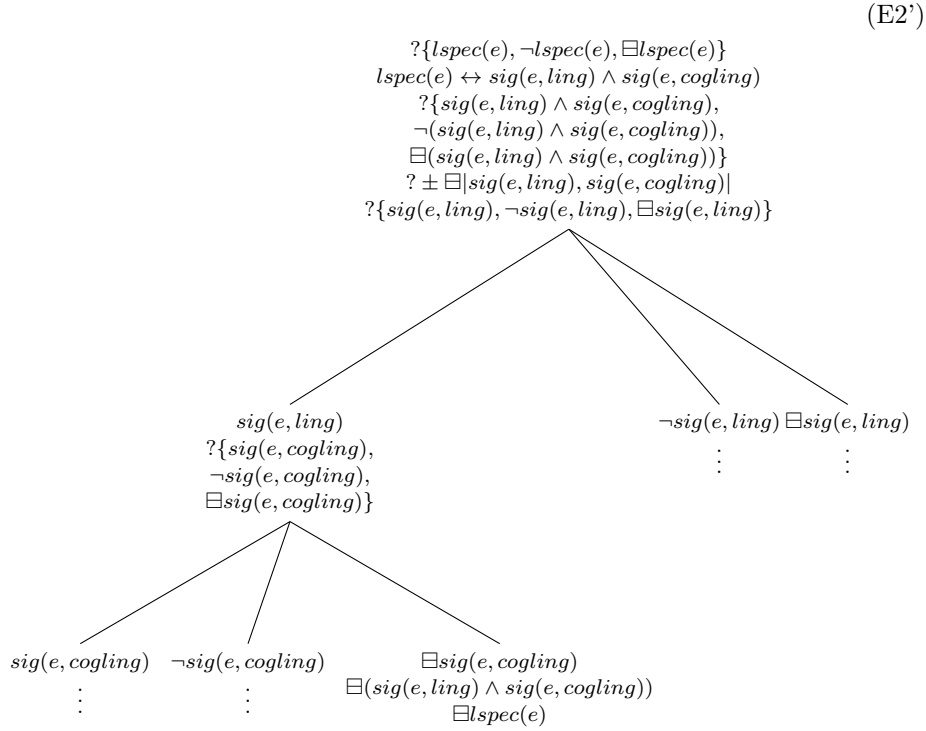 (E2’)
?{lspec(e), ¬lspec(e), ⊟lspec(e)}
lspec(e) ↔ sig(e, ling) ∧ sig(e, cogling)
?{sig(e, ling) ∧ sig(e, cogling),
¬(sig(e, ling) ∧ sig(e, cogling)),
⊟(sig(e, ling) ∧ sig(e, cogling))}
? ± ⊟|sig(e, ling), sig(e, cogling)|
?{sig(e, ling), ¬sig(e, ling), ⊟sig(e, ling)}
sig(e, ling)
?{sig(e, cogling),
¬sig(e, cogling),
⊟sig(e, cogling)}
¬sig(e, ling) ⊟sig(e, ling)
⋮ ⋮
sig(e, cogling) ¬sig(e, cogling) ⊟sig(e, cogling)
⋮ ⋮ ⊟(sig(e, ling) ∧ sig(e, cogling))
⊟lspec(e)